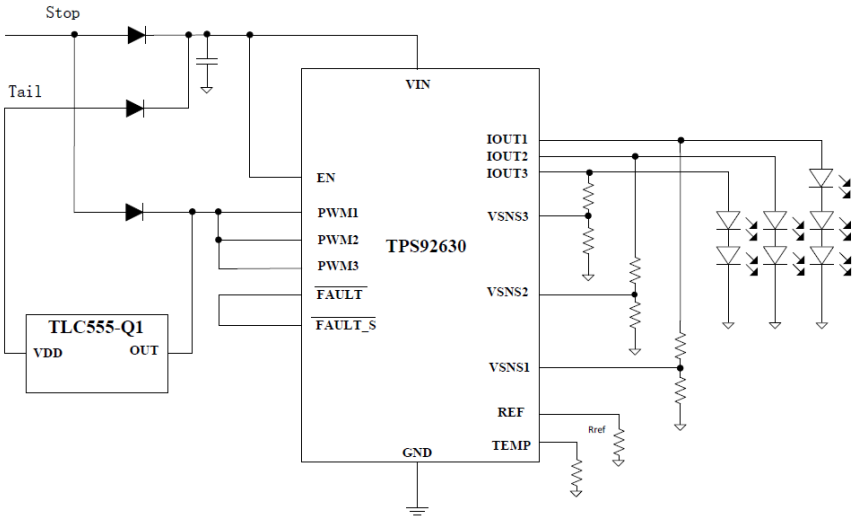 Stop
Tail
VIN
EN
PWM1
PWM2
PWM3
FAULT
FAULT_S
TPS92630
IOUT1
IOUT2
IOUT3
VSNS3
VSNS2
VSNS1
REF
TEMP
GND
Rref
TLC555-Q1
VDD
OUT